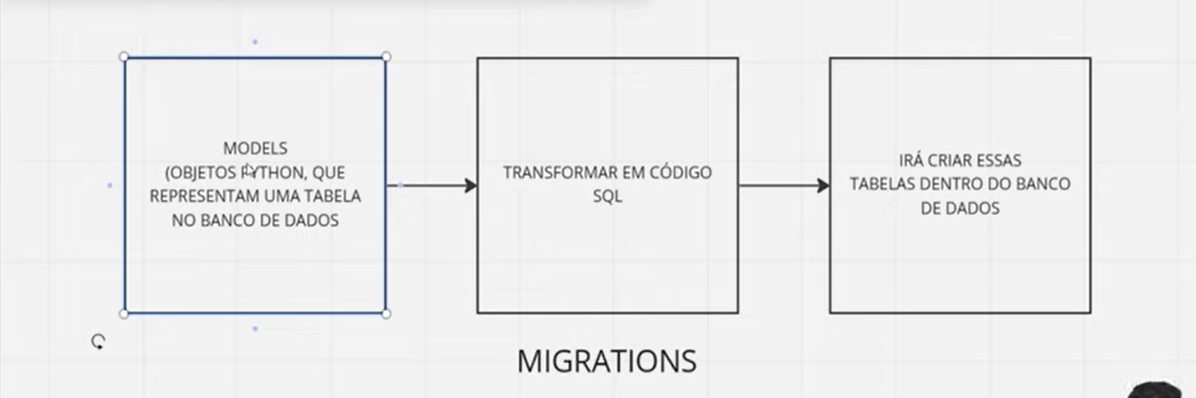 MODELS
(OBJETOS PYTHON, QUE
REPRESENTAM UMA TABELA
NO BANCO DE DADOS
TRANSFORMAR EM CÓDIGO
SQL
IRÁ CRIAR ESSAS
TABELAS DENTRO DO BANCO
DE DADOS
MIGRATIONS